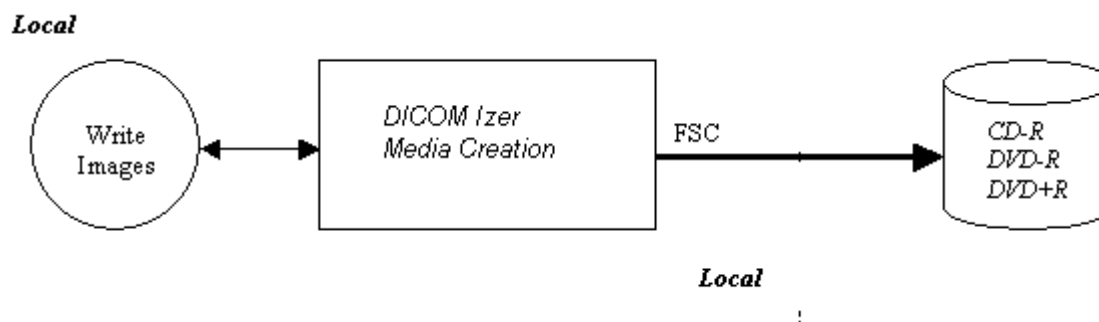 Local
Write
Images
DICOM Izer
Media Creation
FSC
CD-R
DVD-R
DVD+R
Local